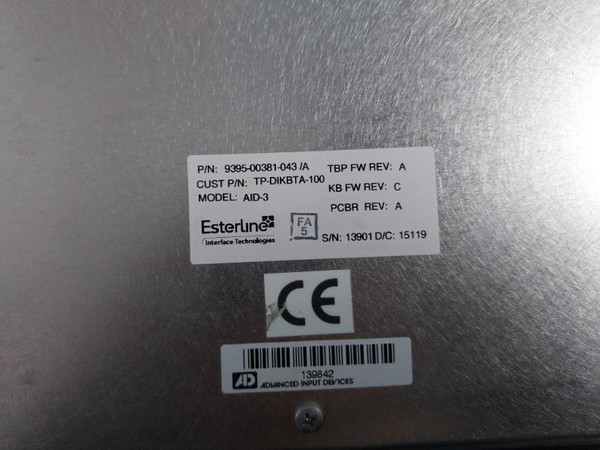 P/N: 9395-00381-043 /A TBP FW REV: A
CUST P/N: TP-DIKBTA-100 KB FW REV: C
MODEL: AID-3 PCBR REV: A
Esterline
Interface Technologies
FA
5
S/N: 13901 D/C: 15119
CE
139842
AD ADVANCED INPUT DEVICES